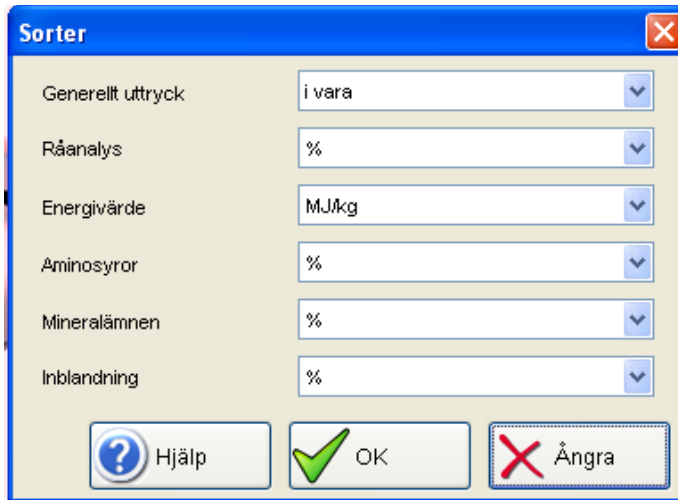 Sorter
Generellt uttryck i vara
Råanalys %
Energivärde MJ/kg
Aminosyror %
Mineralämnen %
Inblandning %
Hjälp OK Ångra